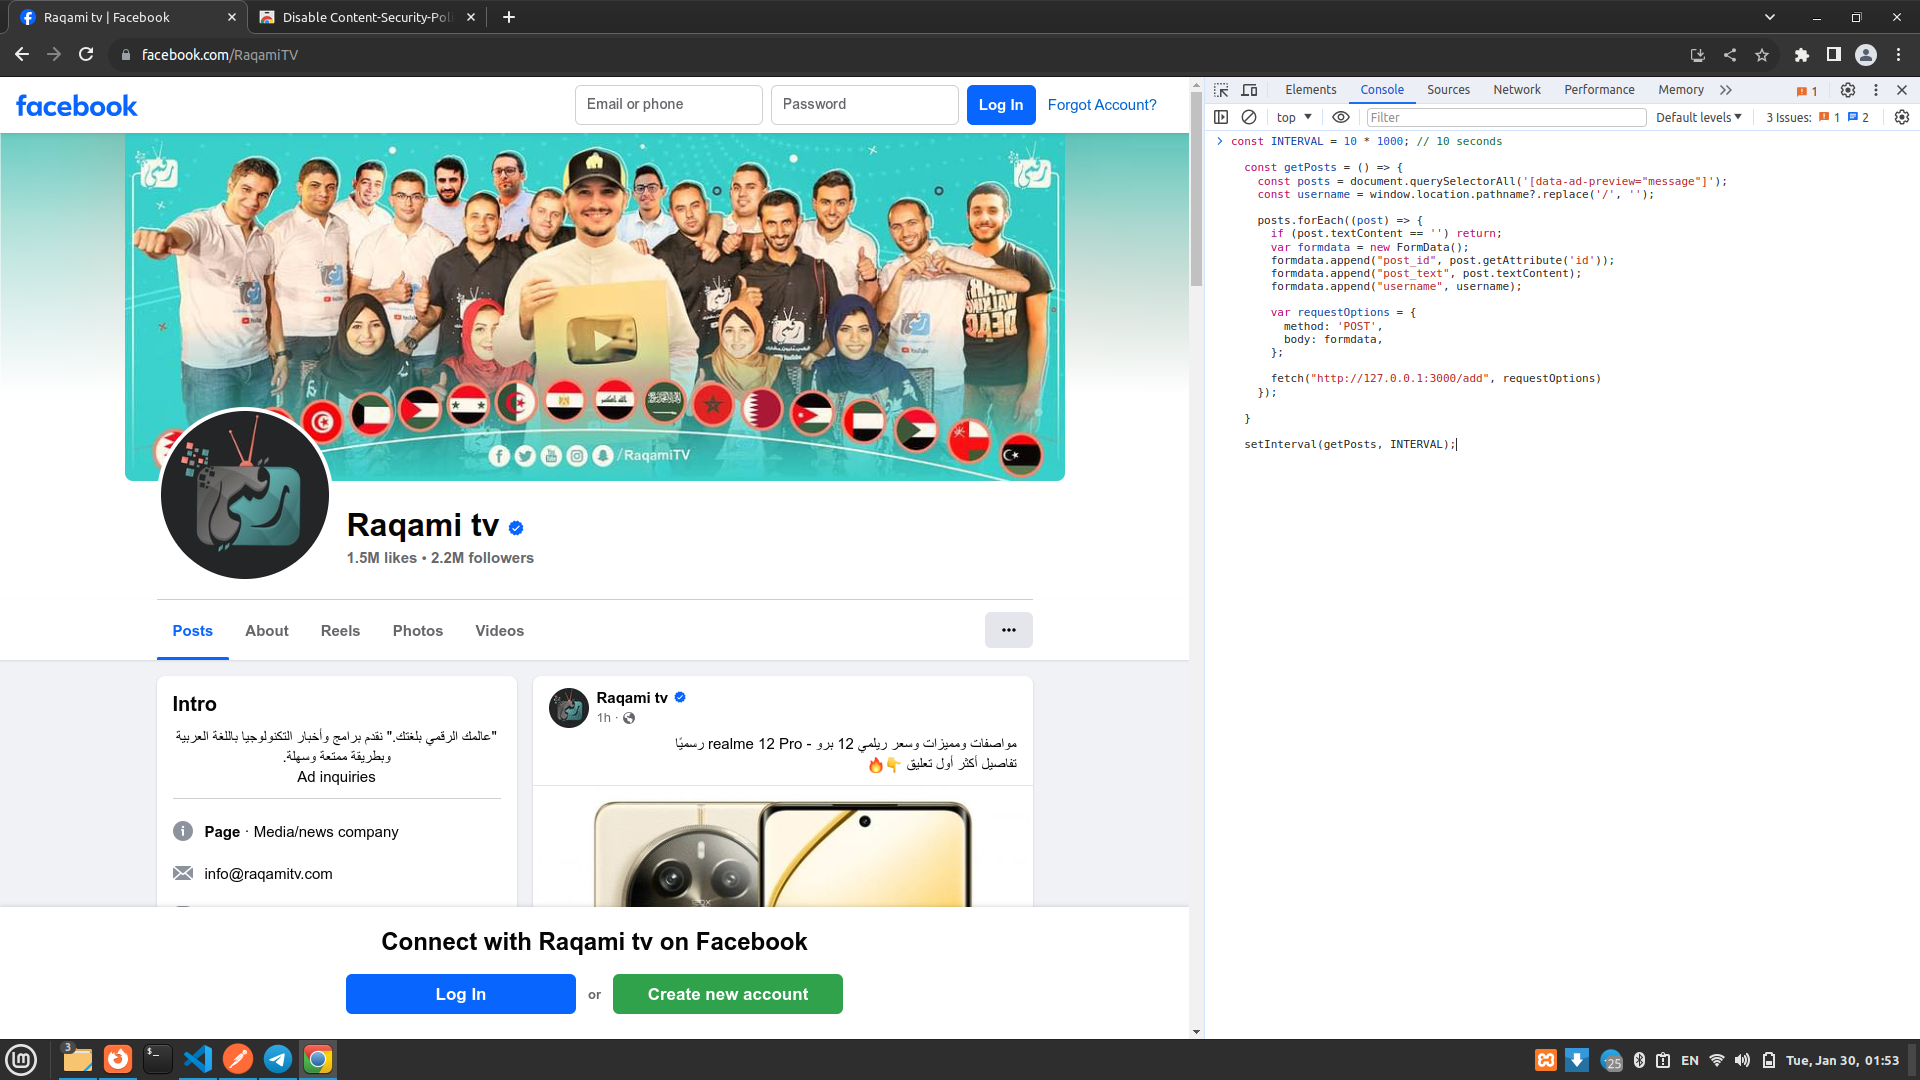 Raqami tv | Facebook
Disable Content-Security-Poli
facebook.com/RaqamiTV
facebook
Email or phone
Password
Log In
Forgot Account?
/RaqamiTV
Raqami tv
1.5M likes • 2.2M followers
Posts
About
Reels
Photos
Videos
Intro
"عالمك الرقمي بلغتك." نقدم برامج وأخبار التكنولوجيا باللغة العربية
وبطريقة ممتعة وسهلة.
Ad inquiries
Page · Media/news company
info@raqamitv.com
Raqami tv
1h ·
مواصفات ومميزات وسعر ريلمي 12 برو - realme 12 Pro رسميًا
تفاصيل أكثر أول تعليق 👇🔥
Connect with Raqami tv on Facebook
Log In
or
Create new account
Elements
Console
Sources
Network
Performance
Memory
1
top
Filter
Default levels
3 Issues:
1
2
const INTERVAL = 10 * 1000; // 10 seconds
const getPosts = () => {
const posts = document.querySelectorAll('[data-ad-preview="message"]');
const username = window.location.pathname?.replace('/', '');
posts.forEach((post) => {
if (post.textContent == '') return;
var formdata = new FormData();
formdata.append("post_id", post.getAttribute('id'));
formdata.append("post_text", post.textContent);
formdata.append("username", username);
var requestOptions = {
method: 'POST',
body: formdata,
};
fetch("http://127.0.0.1:3000/add", requestOptions)
});
}
setInterval(getPosts, INTERVAL);
3
25
EN
Tue, Jan 30, 01:53